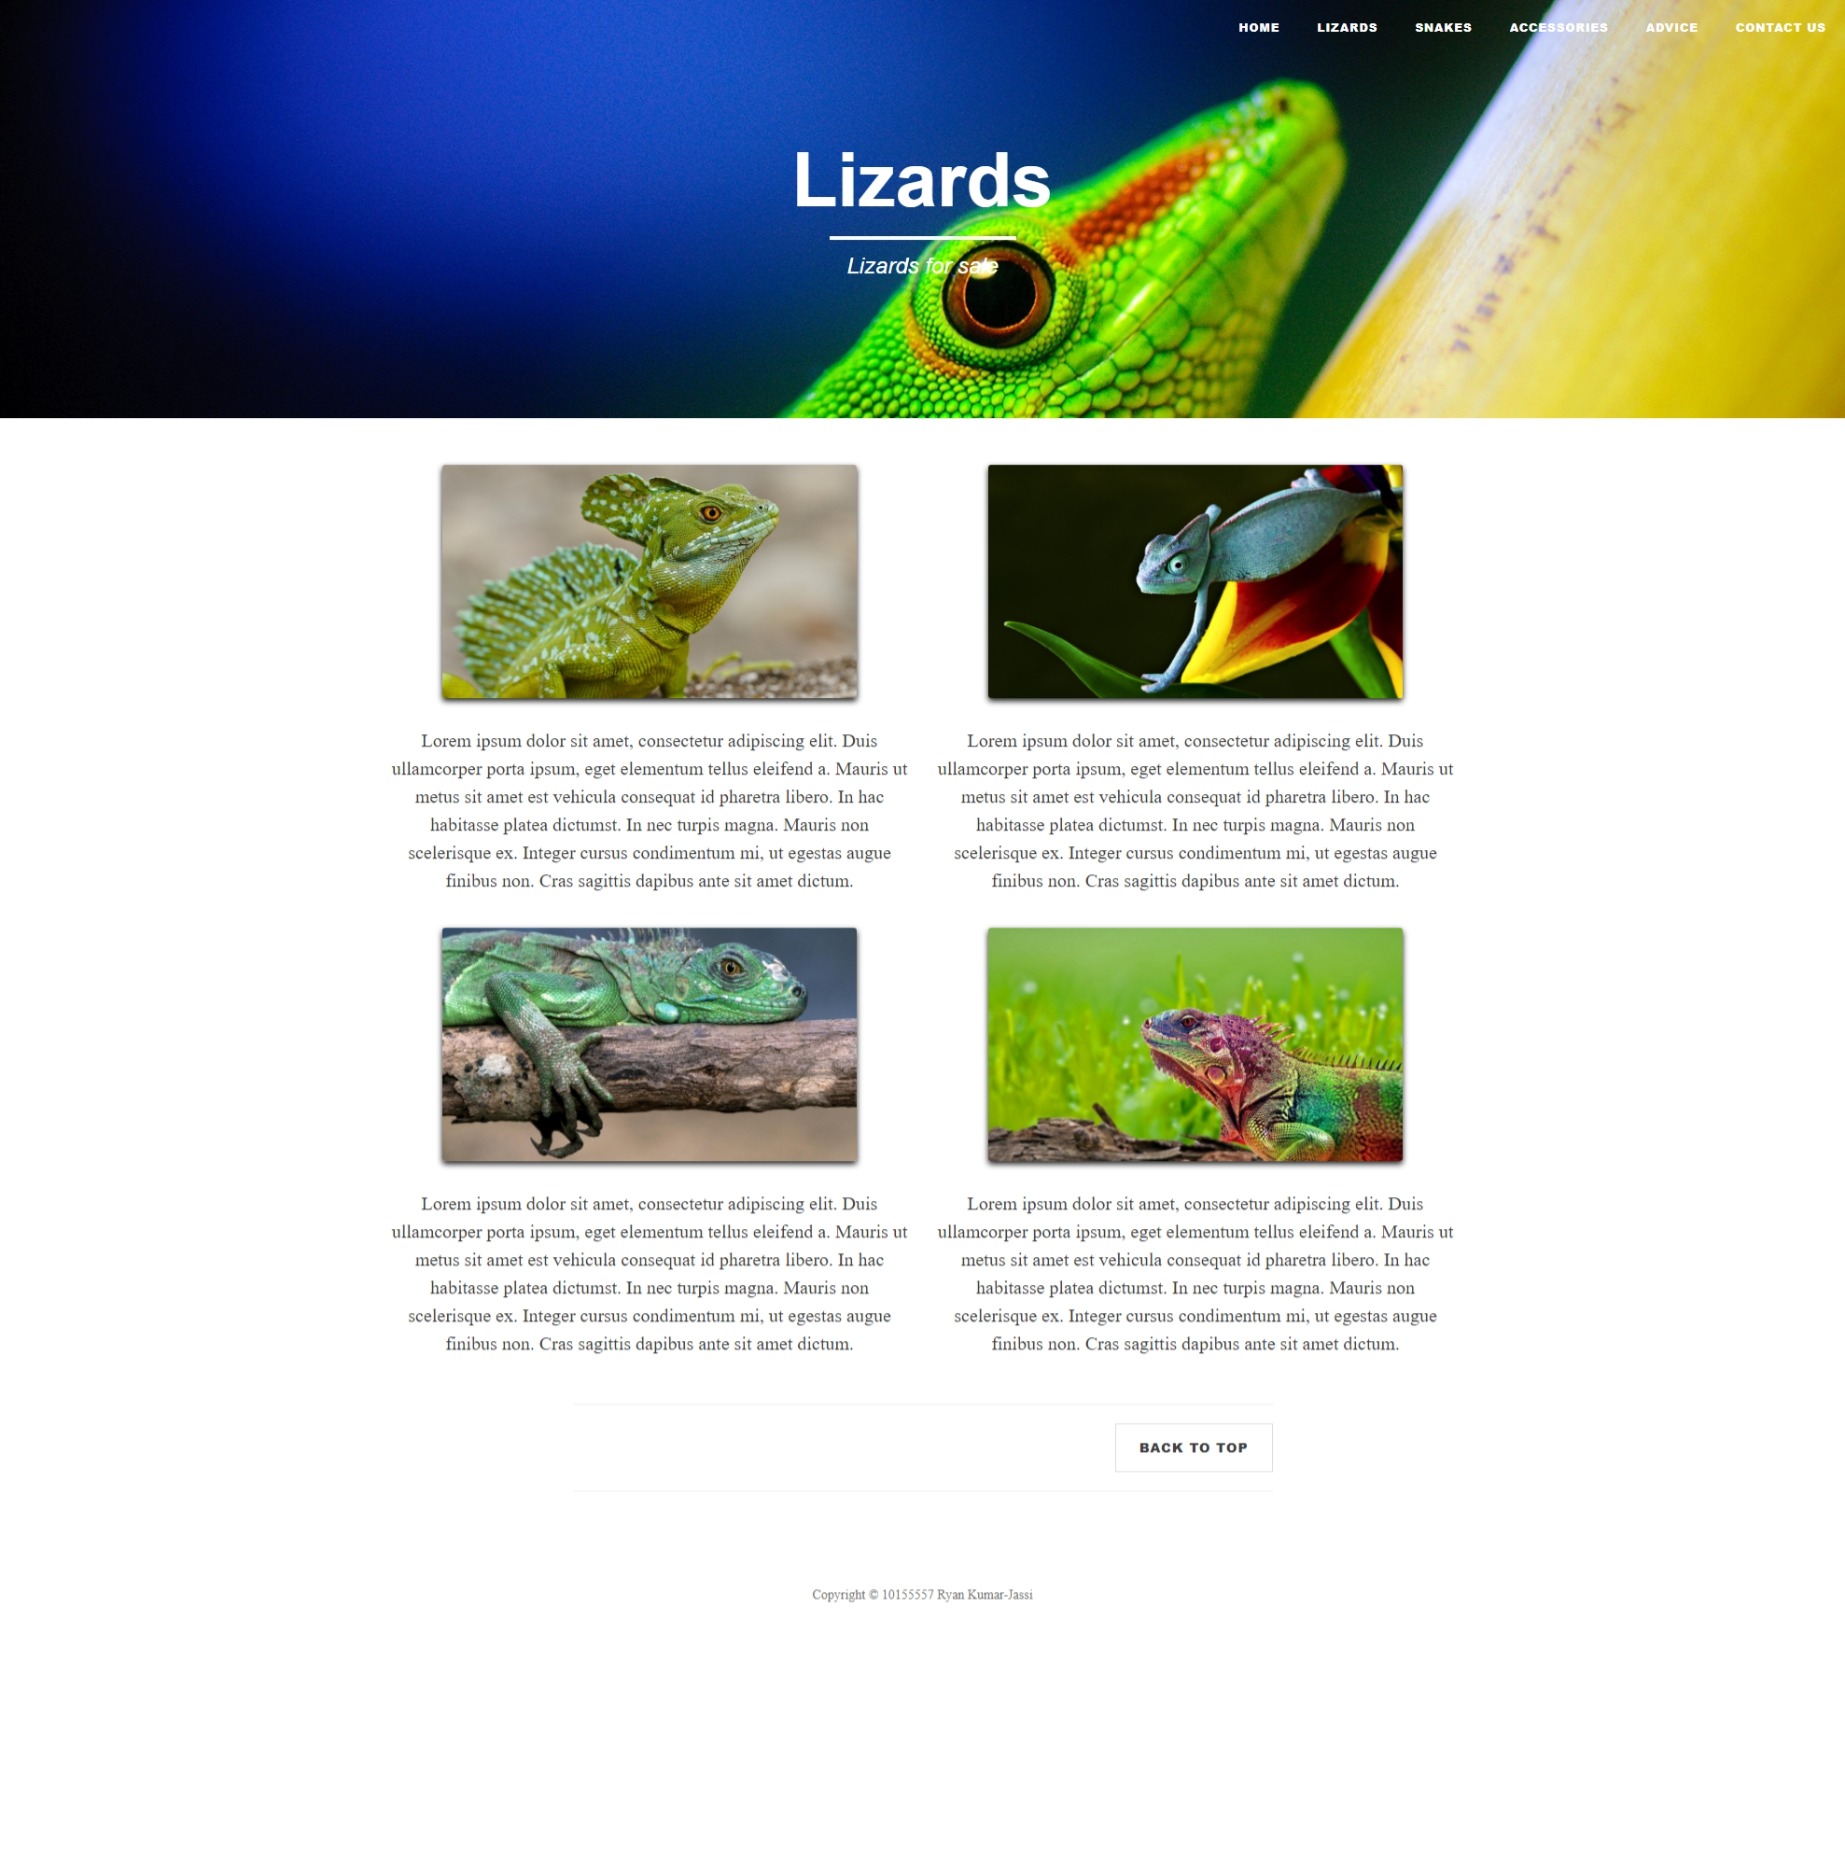 HOME LIZARDS SNAKES ACCESSORIES ADVICE CONTACT US
Lizards
Lizards for sale
Lorem ipsum dolor sit amet, consectetur adipiscing elit. Duis
ullamcorper porta ipsum, eget elementum tellus eleifend a. Mauris ut
metus sit amet est vehicula consequat id pharetra libero. In hac
habitasse platea dictumst. In nec turpis magna. Mauris non
scelerisque ex. Integer cursus condimentum mi, ut egestas augue
finibus non. Cras sagittis dapibus ante sit amet dictum.
Lorem ipsum dolor sit amet, consectetur adipiscing elit. Duis
ullamcorper porta ipsum, eget elementum tellus eleifend a. Mauris ut
metus sit amet est vehicula consequat id pharetra libero. In hac
habitasse platea dictumst. In nec turpis magna. Mauris non
scelerisque ex. Integer cursus condimentum mi, ut egestas augue
finibus non. Cras sagittis dapibus ante sit amet dictum.
Lorem ipsum dolor sit amet, consectetur adipiscing elit. Duis
ullamcorper porta ipsum, eget elementum tellus eleifend a. Mauris ut
metus sit amet est vehicula consequat id pharetra libero. In hac
habitasse platea dictumst. In nec turpis magna. Mauris non
scelerisque ex. Integer cursus condimentum mi, ut egestas augue
finibus non. Cras sagittis dapibus ante sit amet dictum.
Lorem ipsum dolor sit amet, consectetur adipiscing elit. Duis
ullamcorper porta ipsum, eget elementum tellus eleifend a. Mauris ut
metus sit amet est vehicula consequat id pharetra libero. In hac
habitasse platea dictumst. In nec turpis magna. Mauris non
scelerisque ex. Integer cursus condimentum mi, ut egestas augue
finibus non. Cras sagittis dapibus ante sit amet dictum.
BACK TO TOP
Copyright © 10155557 Ryan Kumar-Jassi